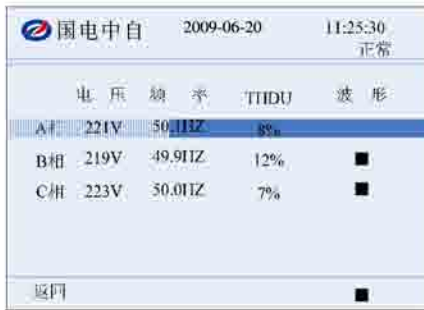 国电中自 2009-06-20 11:25:30
正常
电 压 频 率 THDU 波 形
A相 221V 50.1HZ 8%
B相 219V 49.9HZ 12% ■
C相 223V 50.0HZ 7% ■
返回 ■